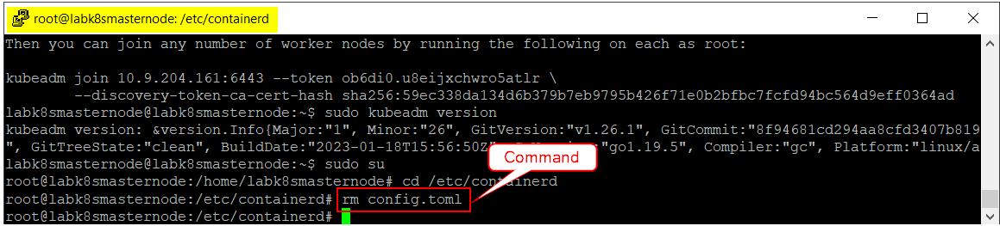 root@labk8smasternode: /etc/containerd
Then you can join any number of worker nodes by running the following on each as root:
kubeadm join 10.9.204.161:6443 --token ob6di0.u8eijxchwro5atlr \
--discovery-token-ca-cert-hash sha256:59ec338da134d6b379b7eb9795b426f71e0b2bfbc7fcfd94bc564d9eff0364ad
labk8smasternode@labk8smasternode:~$ sudo kubeadm version
kubeadm version: &version.Info{Major:"1", Minor:"26", GitVersion:"v1.26.1", GitCommit:"8f94681cd294aa8cfd3407b819
", GitTreeState:"clean", BuildDate:"2023-01-18T15:56:50Z" :"go1.19.5", Compiler:"gc", Platform:"linux/a
Command
labk8smasternode@labk8smasternode:~$ sudo su
root@labk8smasternode:/home/labk8smasternode# cd /etc/containerd
root@labk8smasternode:/etc/containerd# rm config.toml
root@labk8smasternode:/etc/containerd#